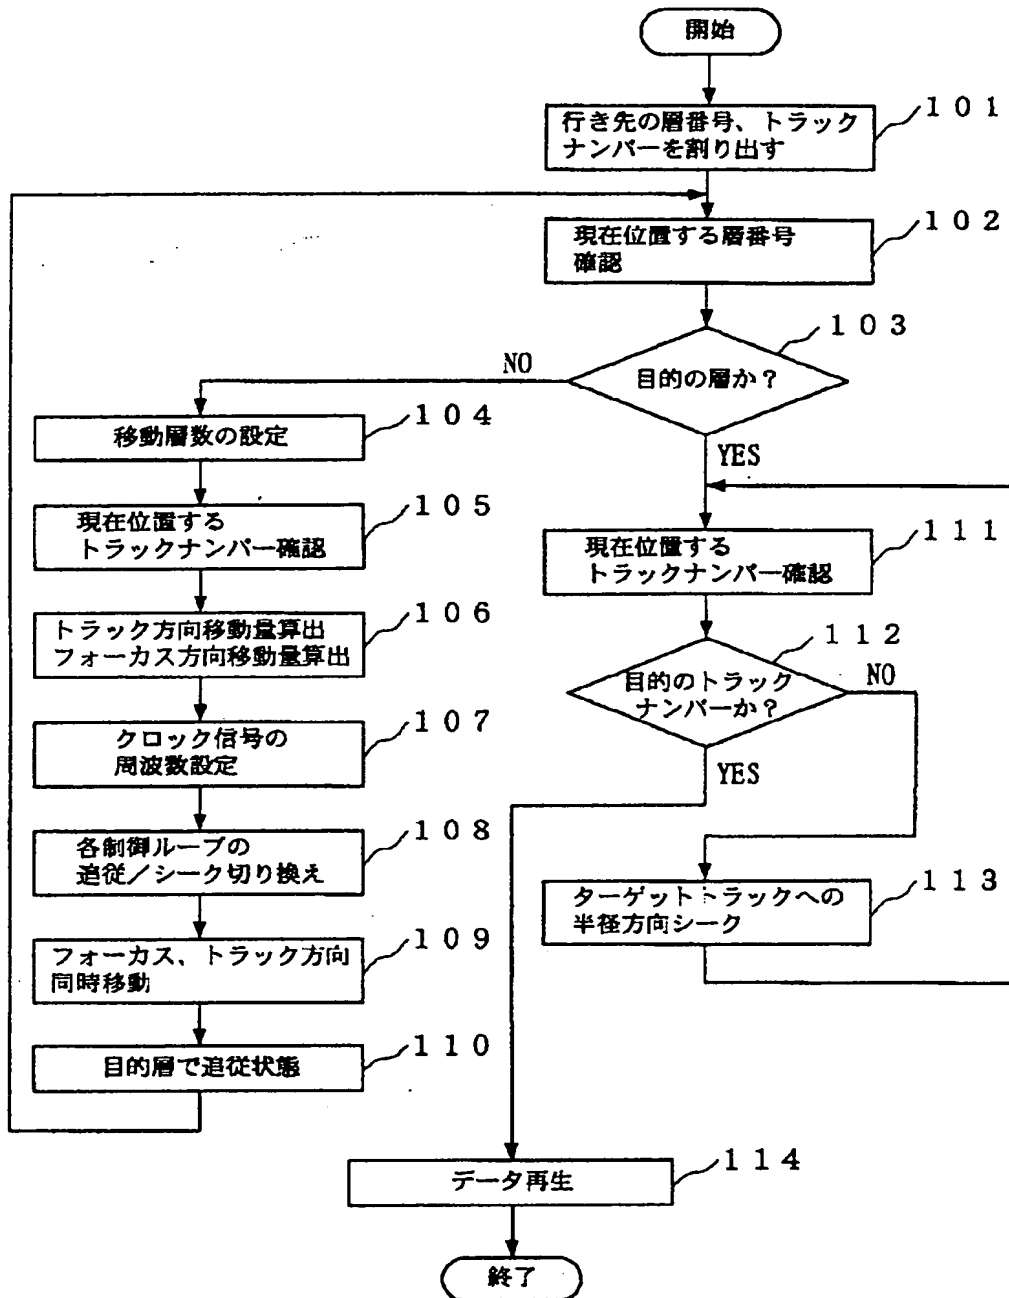 開始
行き先の層番号、トラック
ナンバーを割り出す
101
現在位置する層番号
確認
102
目的の層か？
103
NO
YES
移動層数の設定
104
現在位置する
トラックナンバー確認
105
トラック方向移動量算出
フォーカス方向移動量算出
106
クロック信号の
周波数設定
107
各制御ループの
追従／シーク切り換え
108
フォーカス、トラック方向
同時移動
109
目的層で追従状態
110
現在位置する
トラックナンバー確認
111
目的のトラック
ナンバーか？
112
NO
YES
ターゲットトラックへの
半径方向シーク
113
データ再生
114
終了